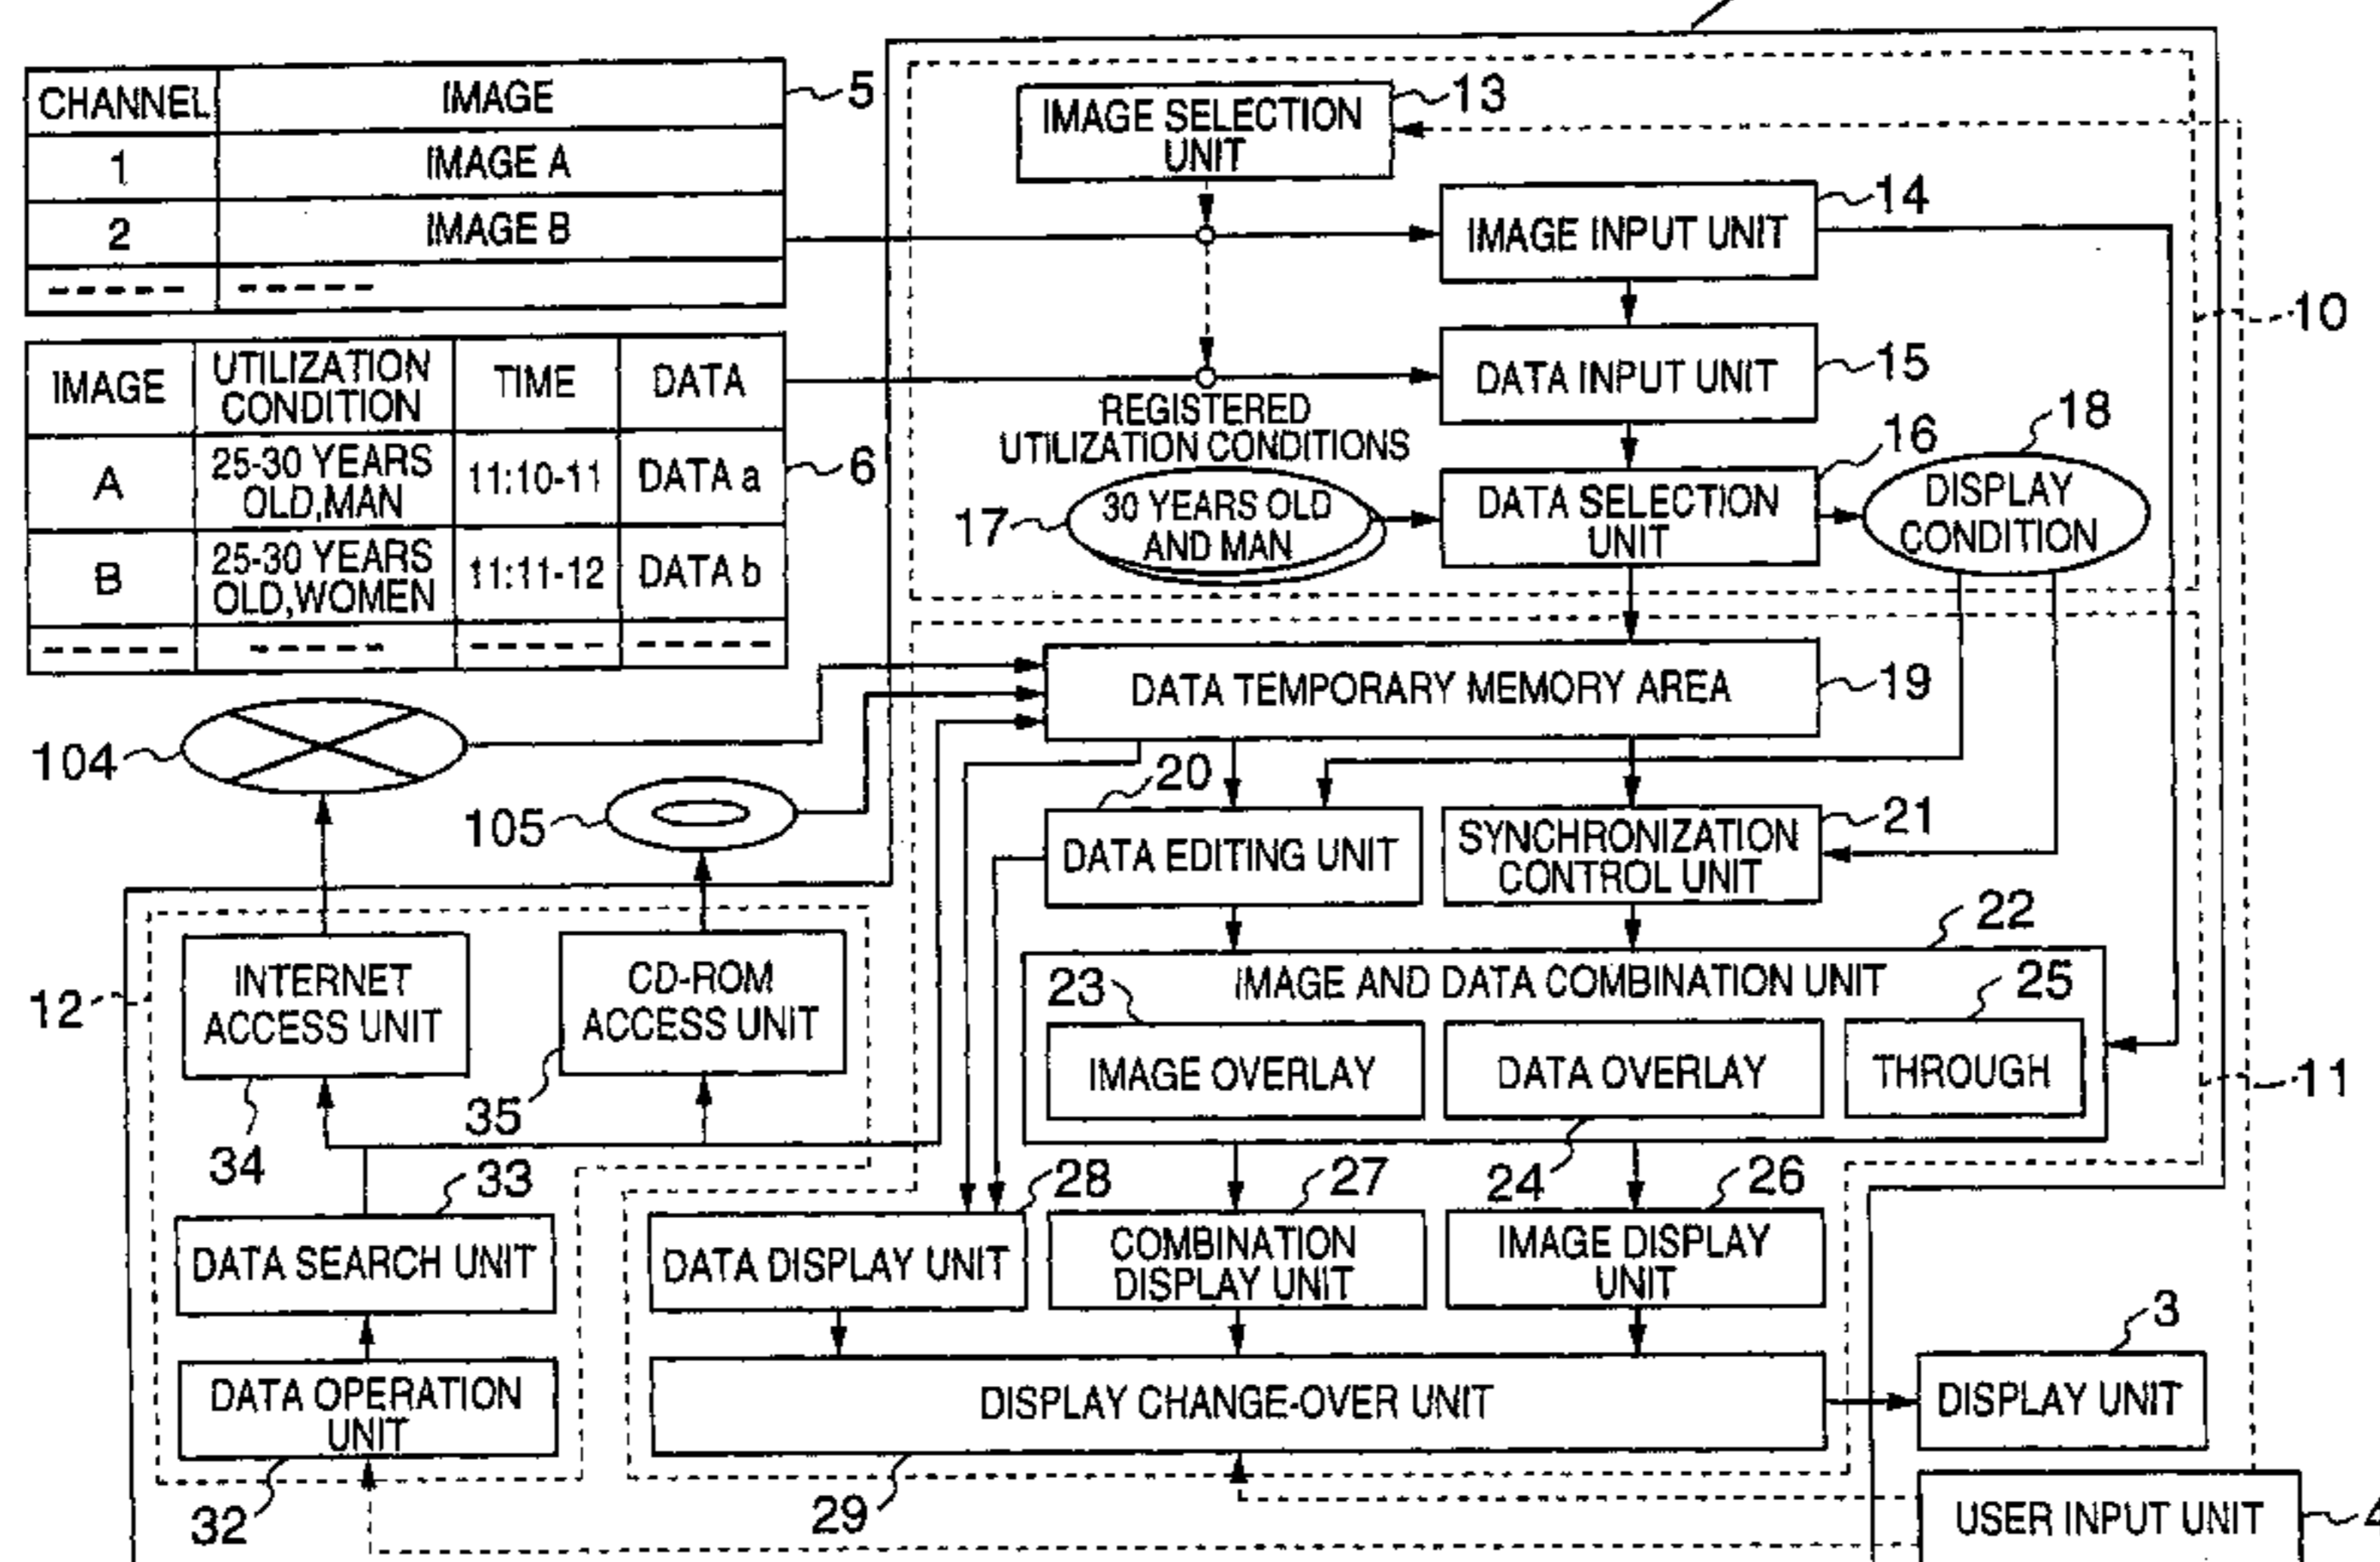 CHANNEL IMAGE
1 IMAGE A
2 IMAGE B
5
IMAGE UTILIZATION CONDITION TIME DATA
A 25-30 YEARS OLD,MAN 11:10-11 DATA a
B 25-30 YEARS OLD,WOMEN 11:11-12 DATA b
6
IMAGE SELECTION
UNIT
13
IMAGE INPUT UNIT
14
10
DATA INPUT UNIT
15
REGISTERED
UTILIZATION CONDITIONS
17
30 YEARS OLD
AND MAN
DATA SELECTION
UNIT
16
18
DISPLAY
CONDITION
DATA TEMPORARY MEMORY AREA
19
104
105
20
DATA EDITING UNIT
SYNCHRONIZATION
CONTROL UNIT
21
22
IMAGE AND DATA COMBINATION UNIT
23
IMAGE OVERLAY
DATA OVERLAY
24
25
THROUGH
11
12
INTERNET
ACCESS UNIT
34
CD-ROM
ACCESS UNIT
35
33
DATA SEARCH UNIT
DATA OPERATION
UNIT
32
28
DATA DISPLAY UNIT
27
COMBINATION
DISPLAY UNIT
26
IMAGE DISPLAY
UNIT
DISPLAY CHANGE-OVER UNIT
29
3
DISPLAY UNIT
USER INPUT UNIT